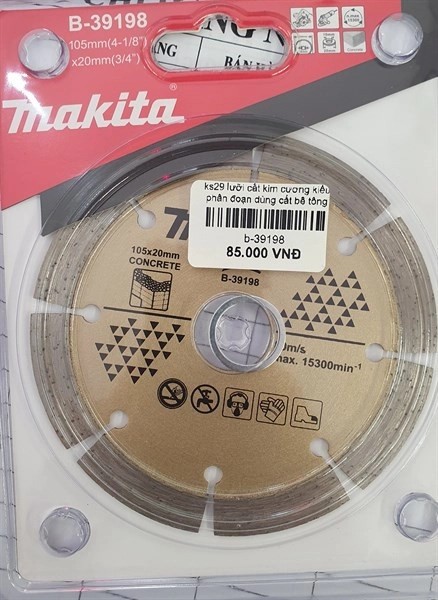 B-39198
105mm(4-1/8")
x20mm(3/4")
BÁN
makita®
ks29 lưỡi cắt kim cương kiểu
phân đoạn dùng cắt bê tông
b-39198
85.000 VNĐ
105x20mm
CONCRETE
B-39198
m/s
max. 15300min⁻¹